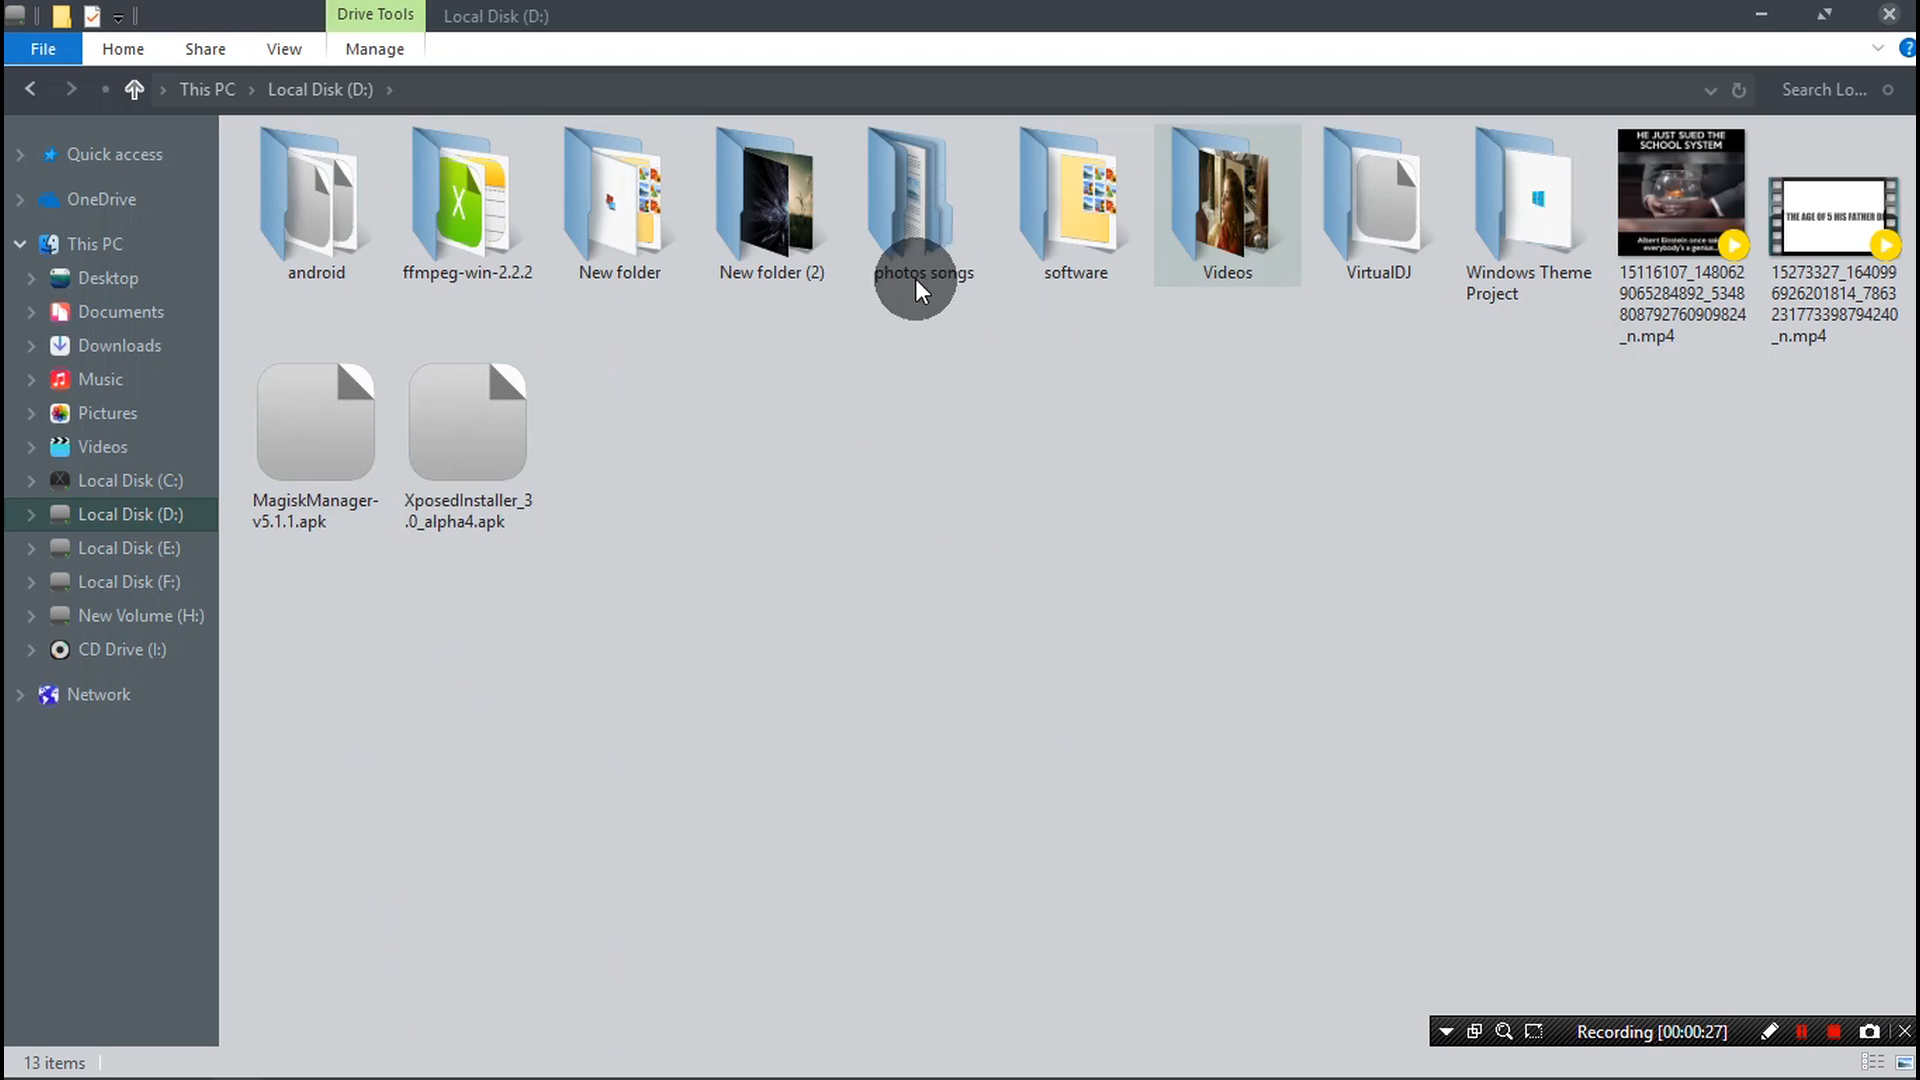 Drive Tools
Local Disk (D:)
File
Home
Share
View
Manage
?
This PC
Local Disk (D:)
Search Lo...
Quick access
OneDrive
This PC
Desktop
Documents
Downloads
Music
Pictures
Videos
Local Disk (C:)
Local Disk (D:)
Local Disk (E:)
Local Disk (F:)
New Volume (H:)
CD Drive (I:)
Network
android
ffmpeg-win-2.2.2
New folder
New folder (2)
photos songs
software
Videos
VirtualDJ
Windows Theme
Project
HE JUST SUED THE
SCHOOL SYSTEM
Albert Einstein once said
everybody's a genius...
15116107_148062
9065284892_5348
808792760909824
_n.mp4
THE AGE OF 5 HIS FATHER DI
15273327_164099
6926201814_7863
231773398794240
_n.mp4
MagiskManager-
v5.1.1.apk
XposedInstaller_3
.0_alpha4.apk
Recording [00:00:27]
13 items